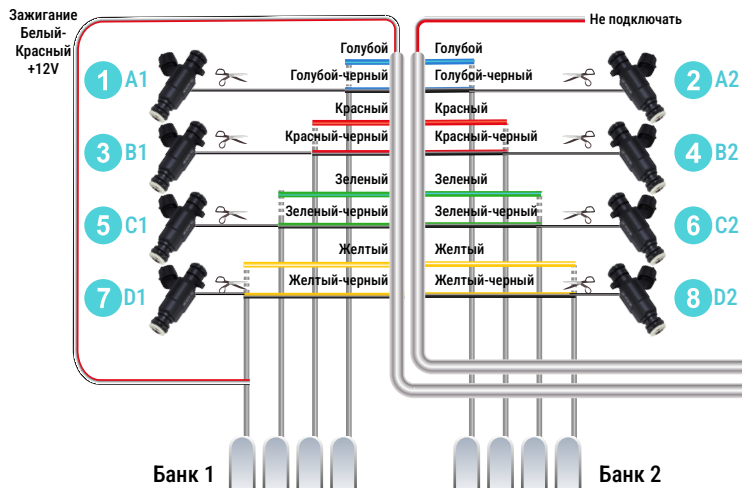 Зажигание
Белый-
Красный
+12V
Не подключать
Голубой
Голубой
1 A1
Голубой-черный
Голубой-черный
2 A2
Красный
Красный
3 B1
Красный-черный
Красный-черный
4 B2
Зеленый
Зеленый
5 C1
Зеленый-черный
Зеленый-черный
6 C2
Желтый
Желтый
7 D1
Желтый-черный
Желтый-черный
8 D2
Банк 1
Банк 2